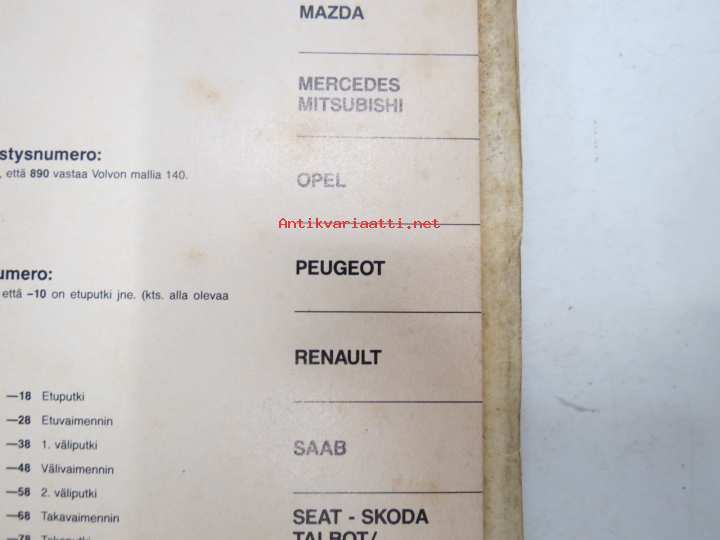 stysnumero:
, että 890 vastaa Volvon mallia 140.
umero:
että –10 on etuputki jne. (kts. alla olevaa
–18 Etuputki
–28 Etuvaimennin
–38 1. väliputki
–48 Välivaimennin
–58 2. väliputki
–68 Takavaimennin
–78 Takaputki
MAZDA
MERCEDES
MITSUBISHI
OPEL
Antikvariaatti.net
PEUGEOT
RENAULT
SAAB
SEAT - SKODA
TALBOT/